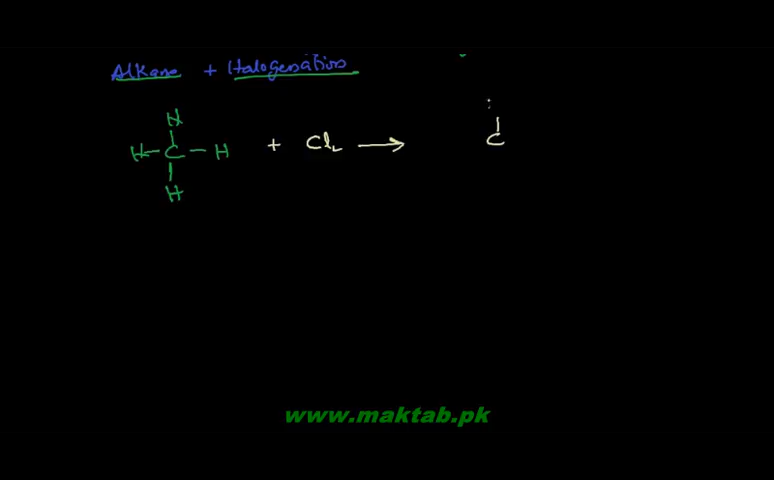 Alkane + Halogenation
H
H-C-H + Cl₂ → C
H
www.maktab.pk